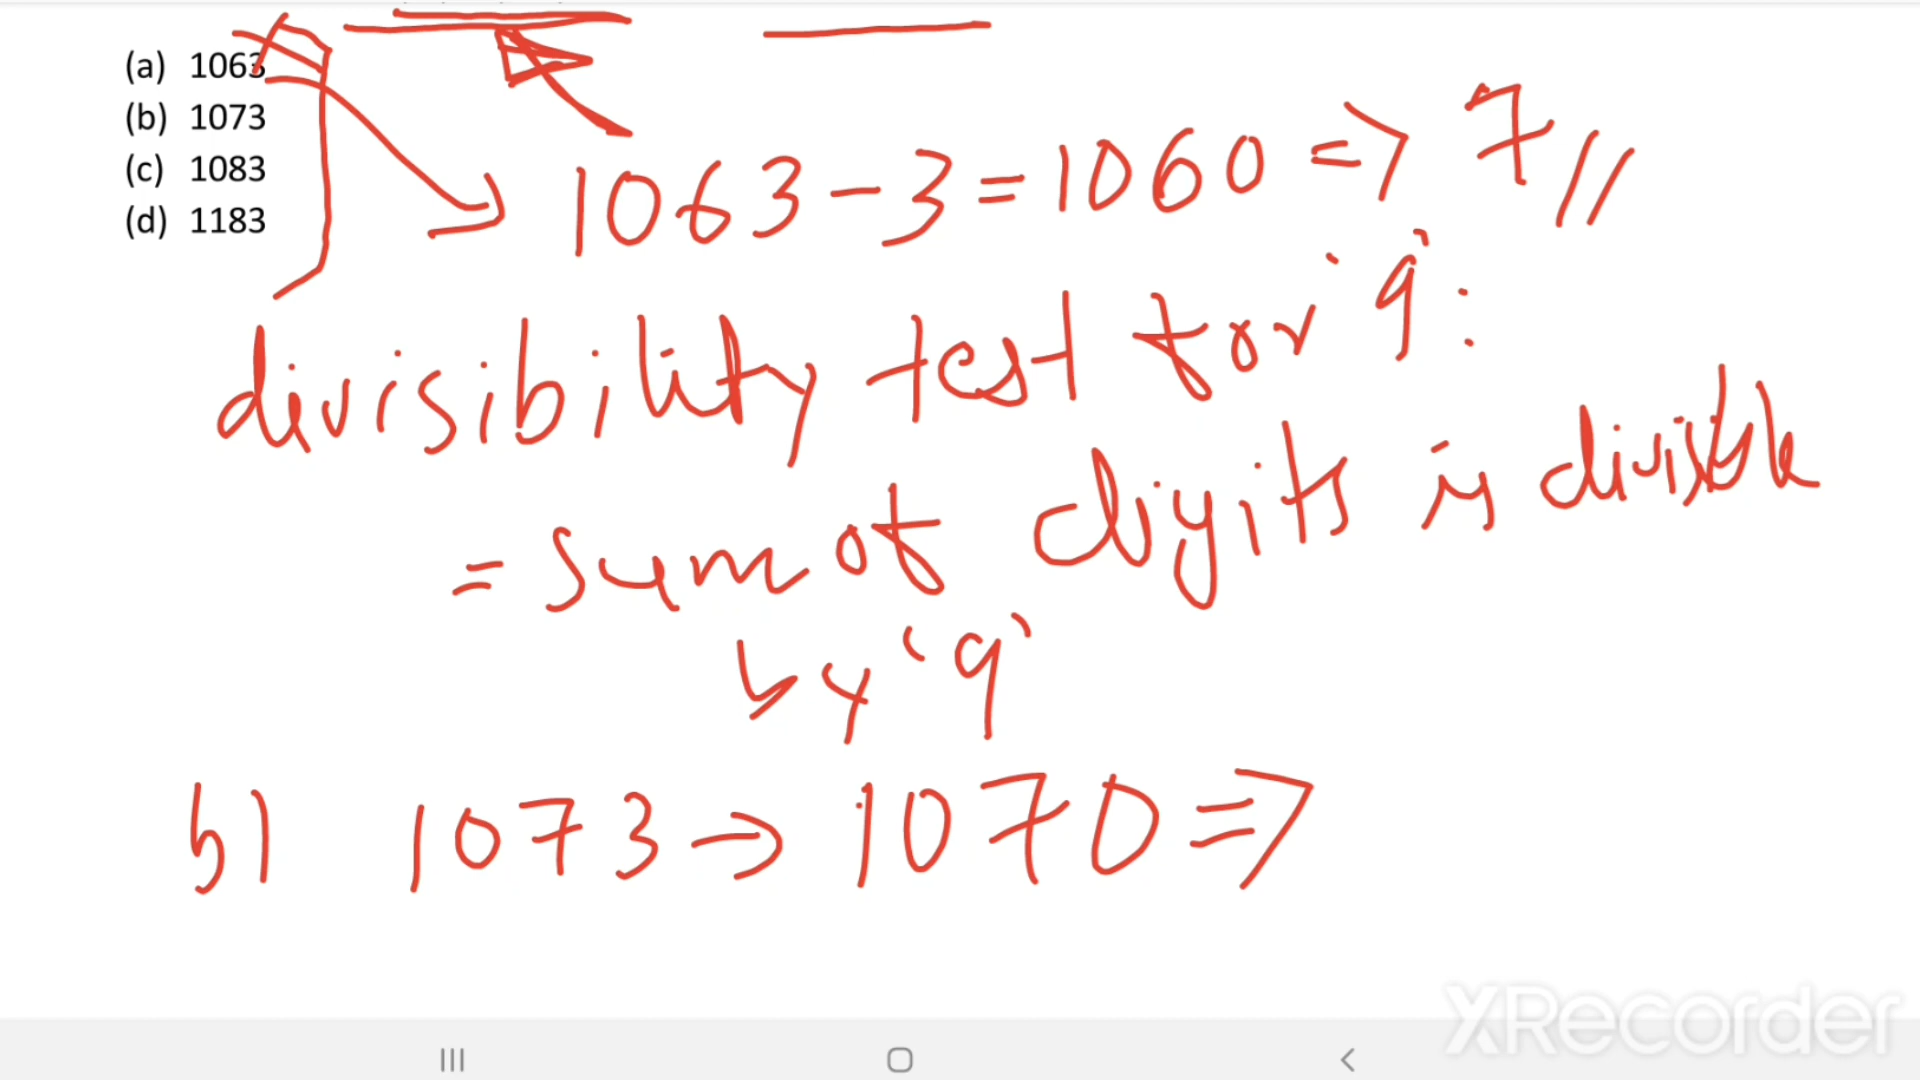 (a) 1063
(b) 1073
(c) 1083
(d) 1183
1063 - 3 = 1060 => 7 //
divisibility test for '9':
= sum of digits is divisible
by '9'
b) 1073 → 1070 =>
XRecorder